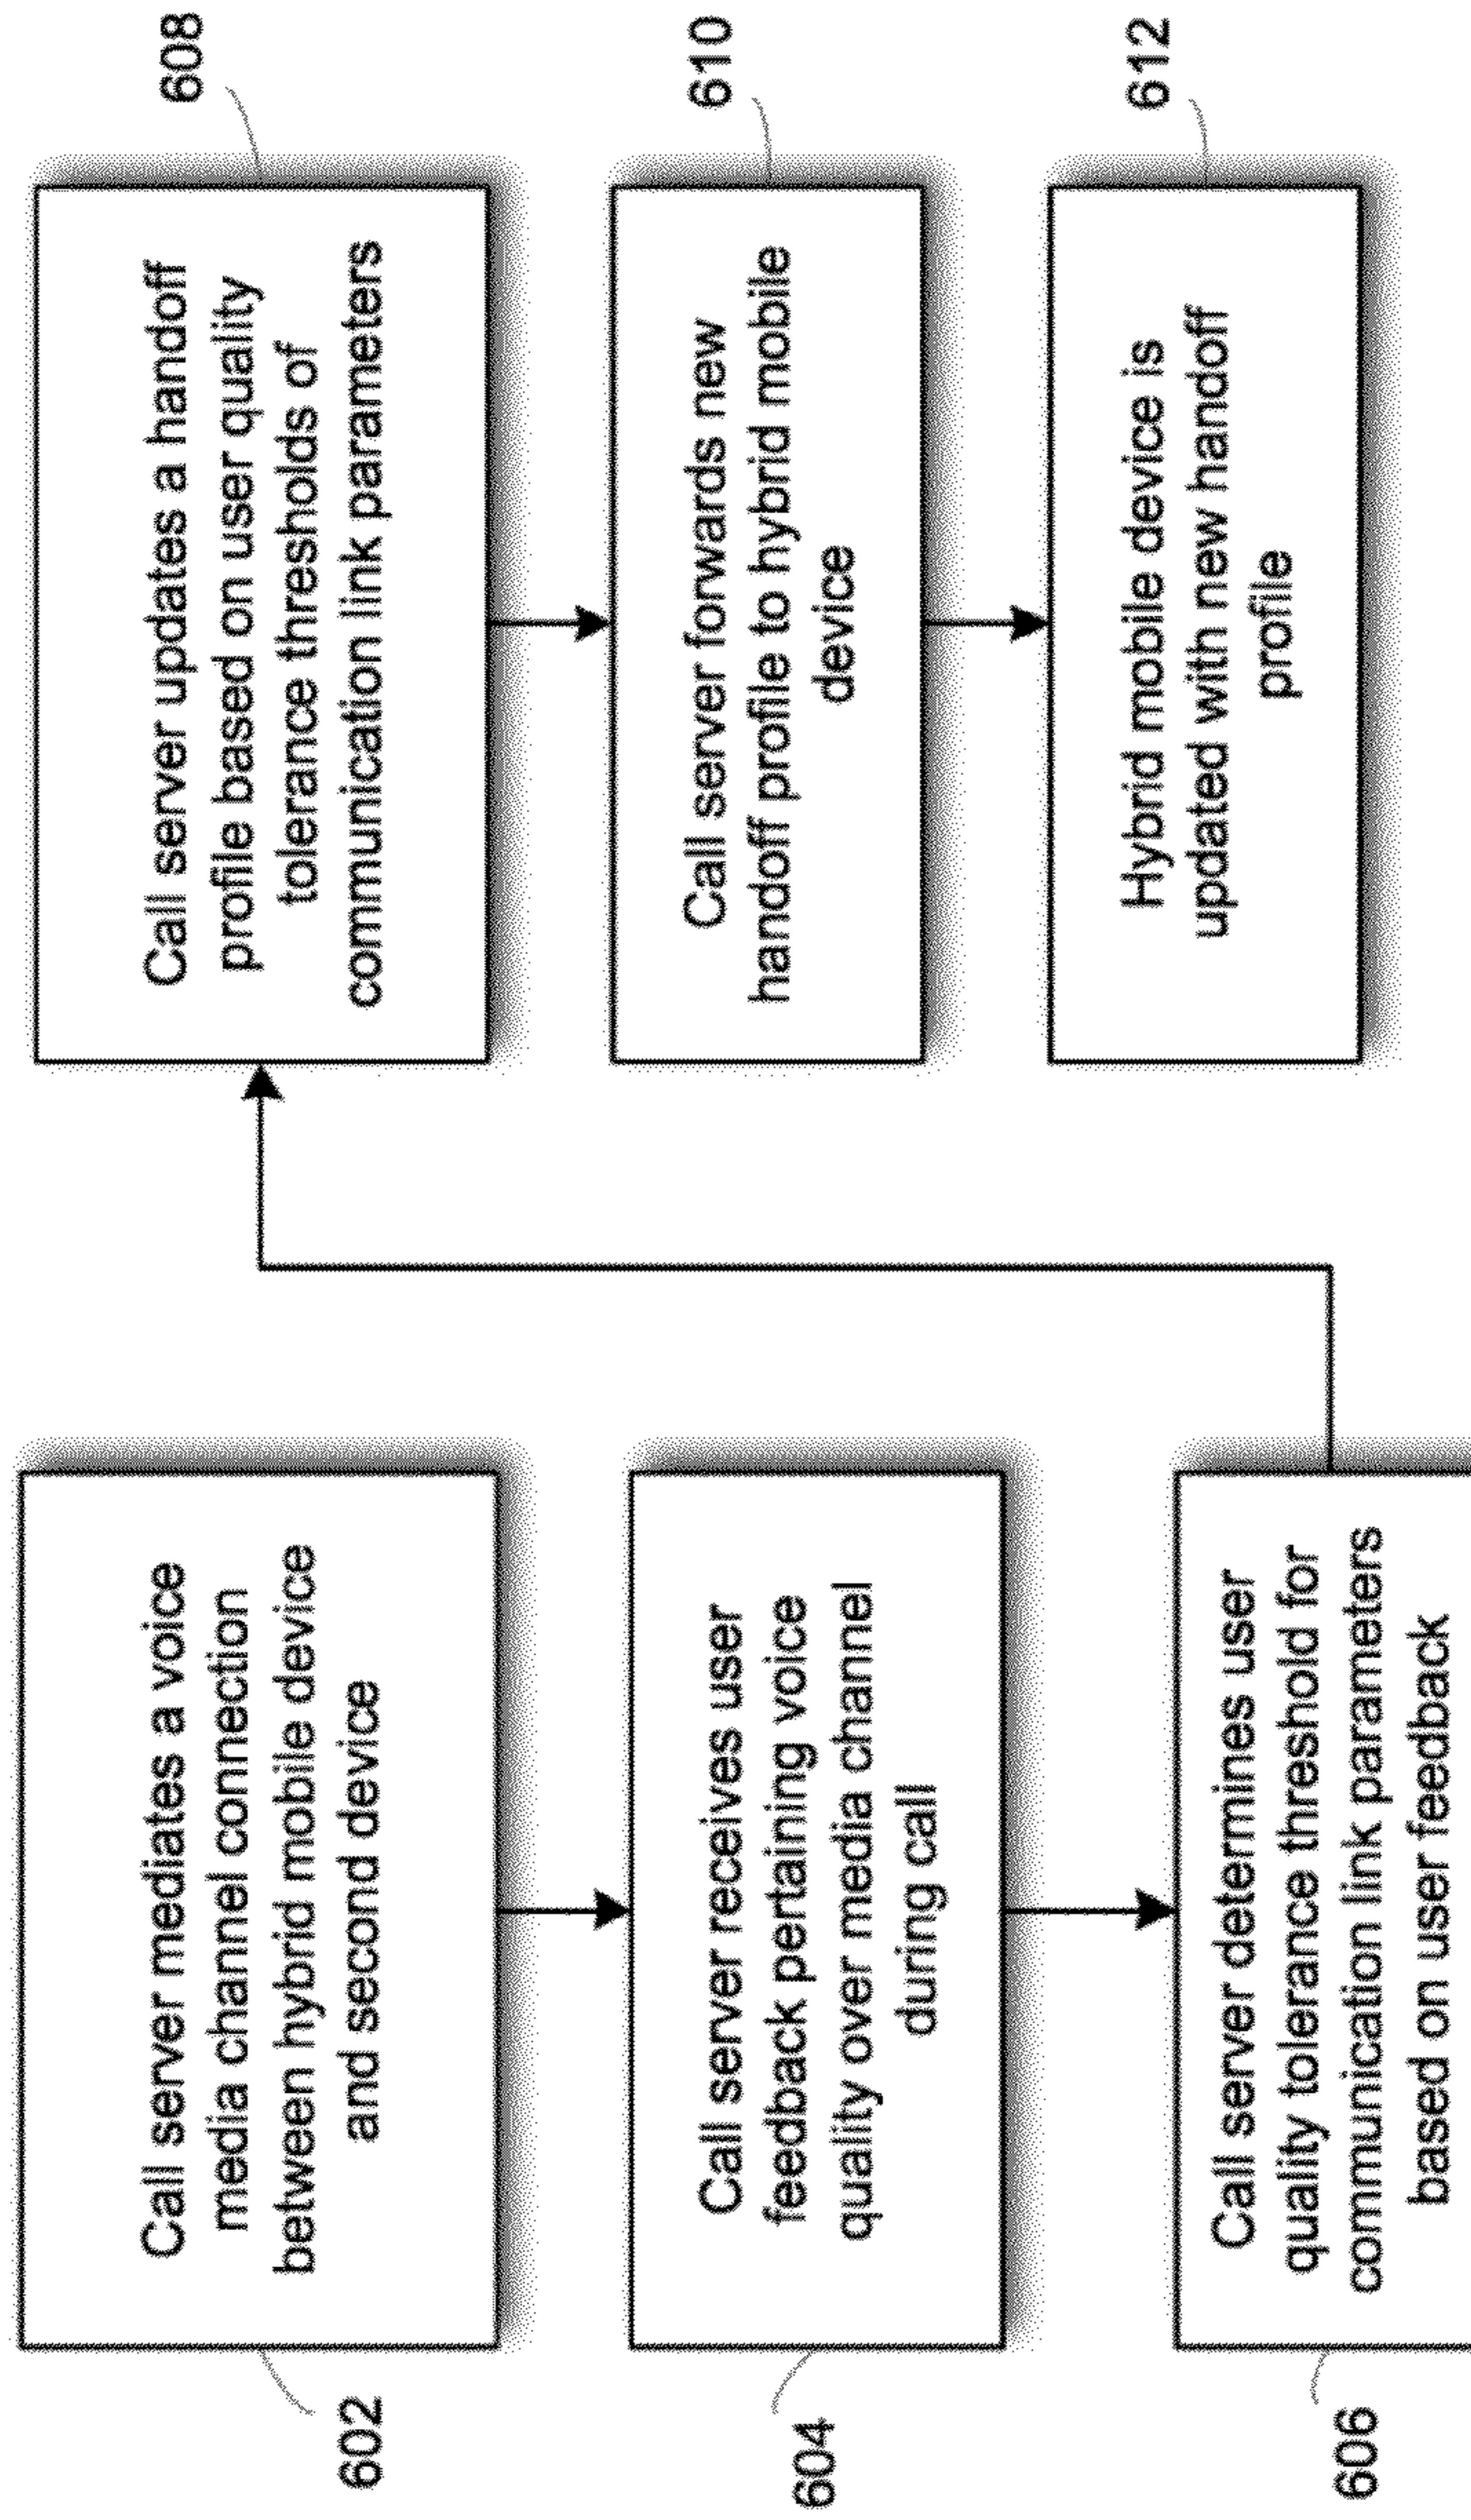 602
Call server mediates a voice
media channel connection
between hybrid mobile device
and second device
604
Call server receives user
feedback pertaining voice
quality over media channel
during call
606
Call server determines user
quality tolerance threshold for
communication link parameters
based on user feedback
608
Call server updates a handoff
profile based on user quality
tolerance thresholds of
communication link parameters
610
Call server forwards new
handoff profile to hybrid mobile
device
612
Hybrid mobile device is
updated with new handoff
profile